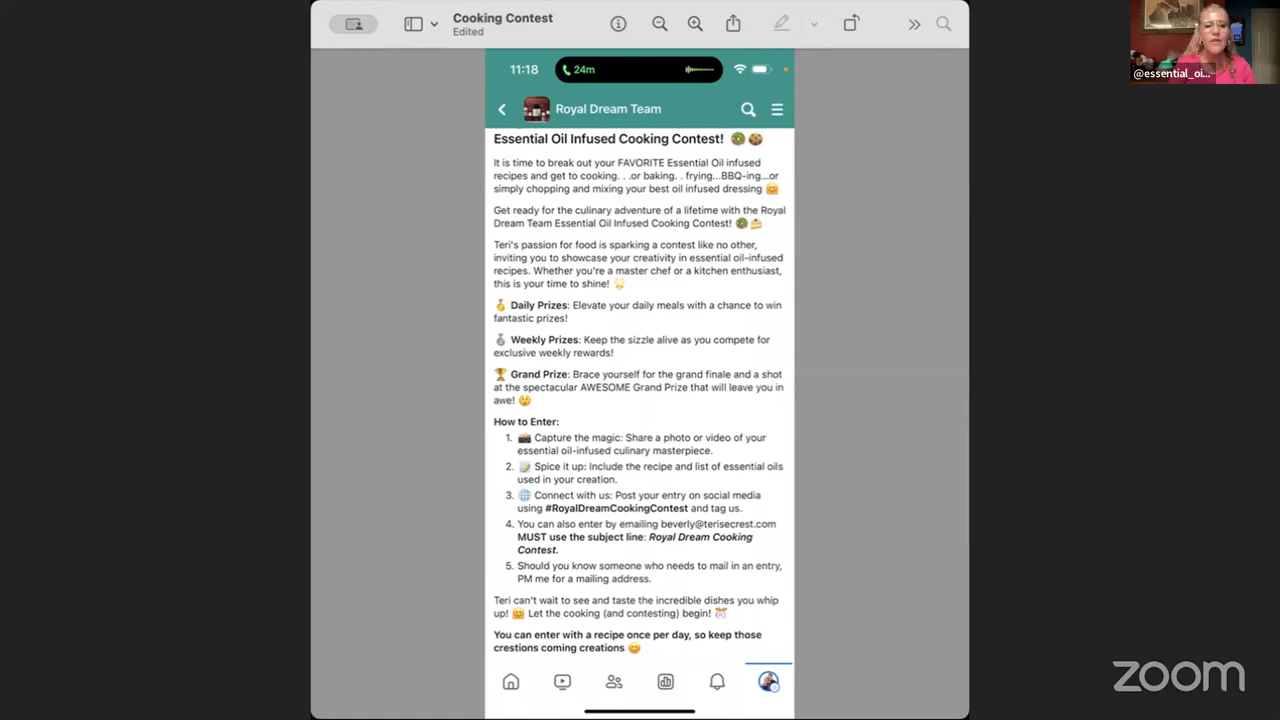 Cooking Contest
Edited
@essential_oi...
11:18
24m
Royal Dream Team
Essential Oil Infused Cooking Contest!
It is time to break out your FAVORITE Essential Oil infused
recipes and get to cooking. . .or baking. . frying...BBQ-ing...or
simply chopping and mixing your best oil infused dressing
Get ready for the culinary adventure of a lifetime with the Royal
Dream Team Essential Oil Infused Cooking Contest!
Teri's passion for food is sparking a contest like no other,
inviting you to showcase your creativity in essential oil-infused
recipes. Whether you're a master chef or a kitchen enthusiast,
this is your time to shine!
Daily Prizes: Elevate your daily meals with a chance to win
fantastic prizes!
Weekly Prizes: Keep the sizzle alive as you compete for
exclusive weekly rewards!
Grand Prize: Brace yourself for the grand finale and a shot
at the spectacular AWESOME Grand Prize that will leave you in
awe!
How to Enter:
1. Capture the magic: Share a photo or video of your
essential oil-infused culinary masterpiece.
2. Spice it up: Include the recipe and list of essential oils
used in your creation.
3. Connect with us: Post your entry on social media
using #RoyalDreamCookingContest and tag us.
4. You can also enter by emailing beverly@terisecrest.com
MUST use the subject line: Royal Dream Cooking
Contest.
5. Should you know someone who needs to mail in an entry,
PM me for a mailing address.
Teri can't wait to see and taste the incredible dishes you whip
up! Let the cooking (and contesting) begin!
You can enter with a recipe once per day, so keep those
crestions coming creations
zoom